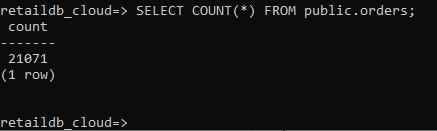 retaildb_cloud=> SELECT COUNT(*) FROM public.orders;
count
-------
21071
(1 row)
retaildb_cloud=>